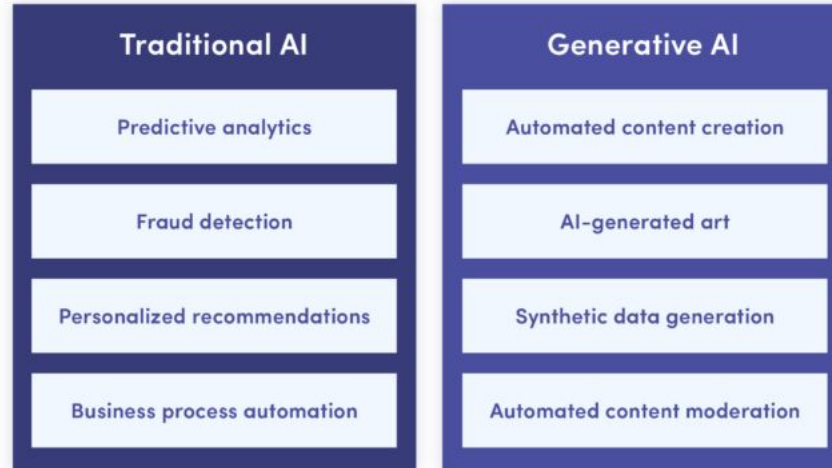 Traditional AI
Predictive analytics
Fraud detection
Personalized recommendations
Business process automation
Generative AI
Automated content creation
AI-generated art
Synthetic data generation
Automated content moderation